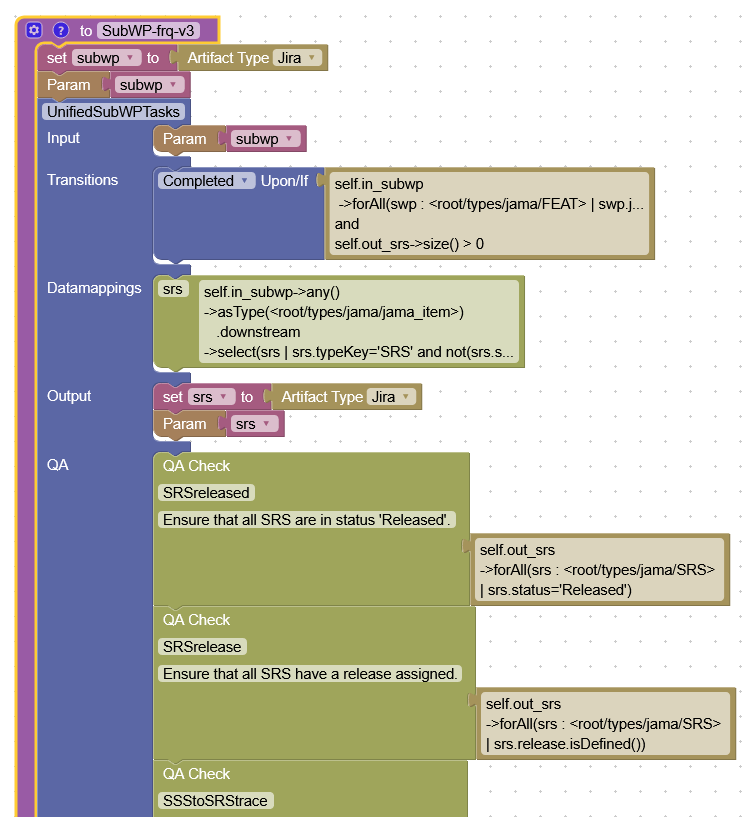 ? to SubWP-frq-v3
set subwp to Artifact Type Jira
Param subwp
UnifiedSubWPTasks
Input Param subwp
Transitions Completed Upon/If self.in_subwp
->forAll(swp : <root/types/jama/FEAT> | swp.j...
and
self.out_srs->size() > 0
Datamappings srs self.in_subwp->any()
->asType(<root/types/jama/jama_item>)
.downstream
->select(srs | srs.typeKey='SRS' and not(srs.s...
Output set srs to Artifact Type Jira
Param srs
QA QA Check
SRSreleased
Ensure that all SRS are in status 'Released'.
self.out_srs
->forAll(srs : <root/types/jama/SRS>
| srs.status='Released')
QA Check
SRSrelease
Ensure that all SRS have a release assigned.
self.out_srs
->forAll(srs : <root/types/jama/SRS>
| srs.release.isDefined())
QA Check
SSStoSRStrace